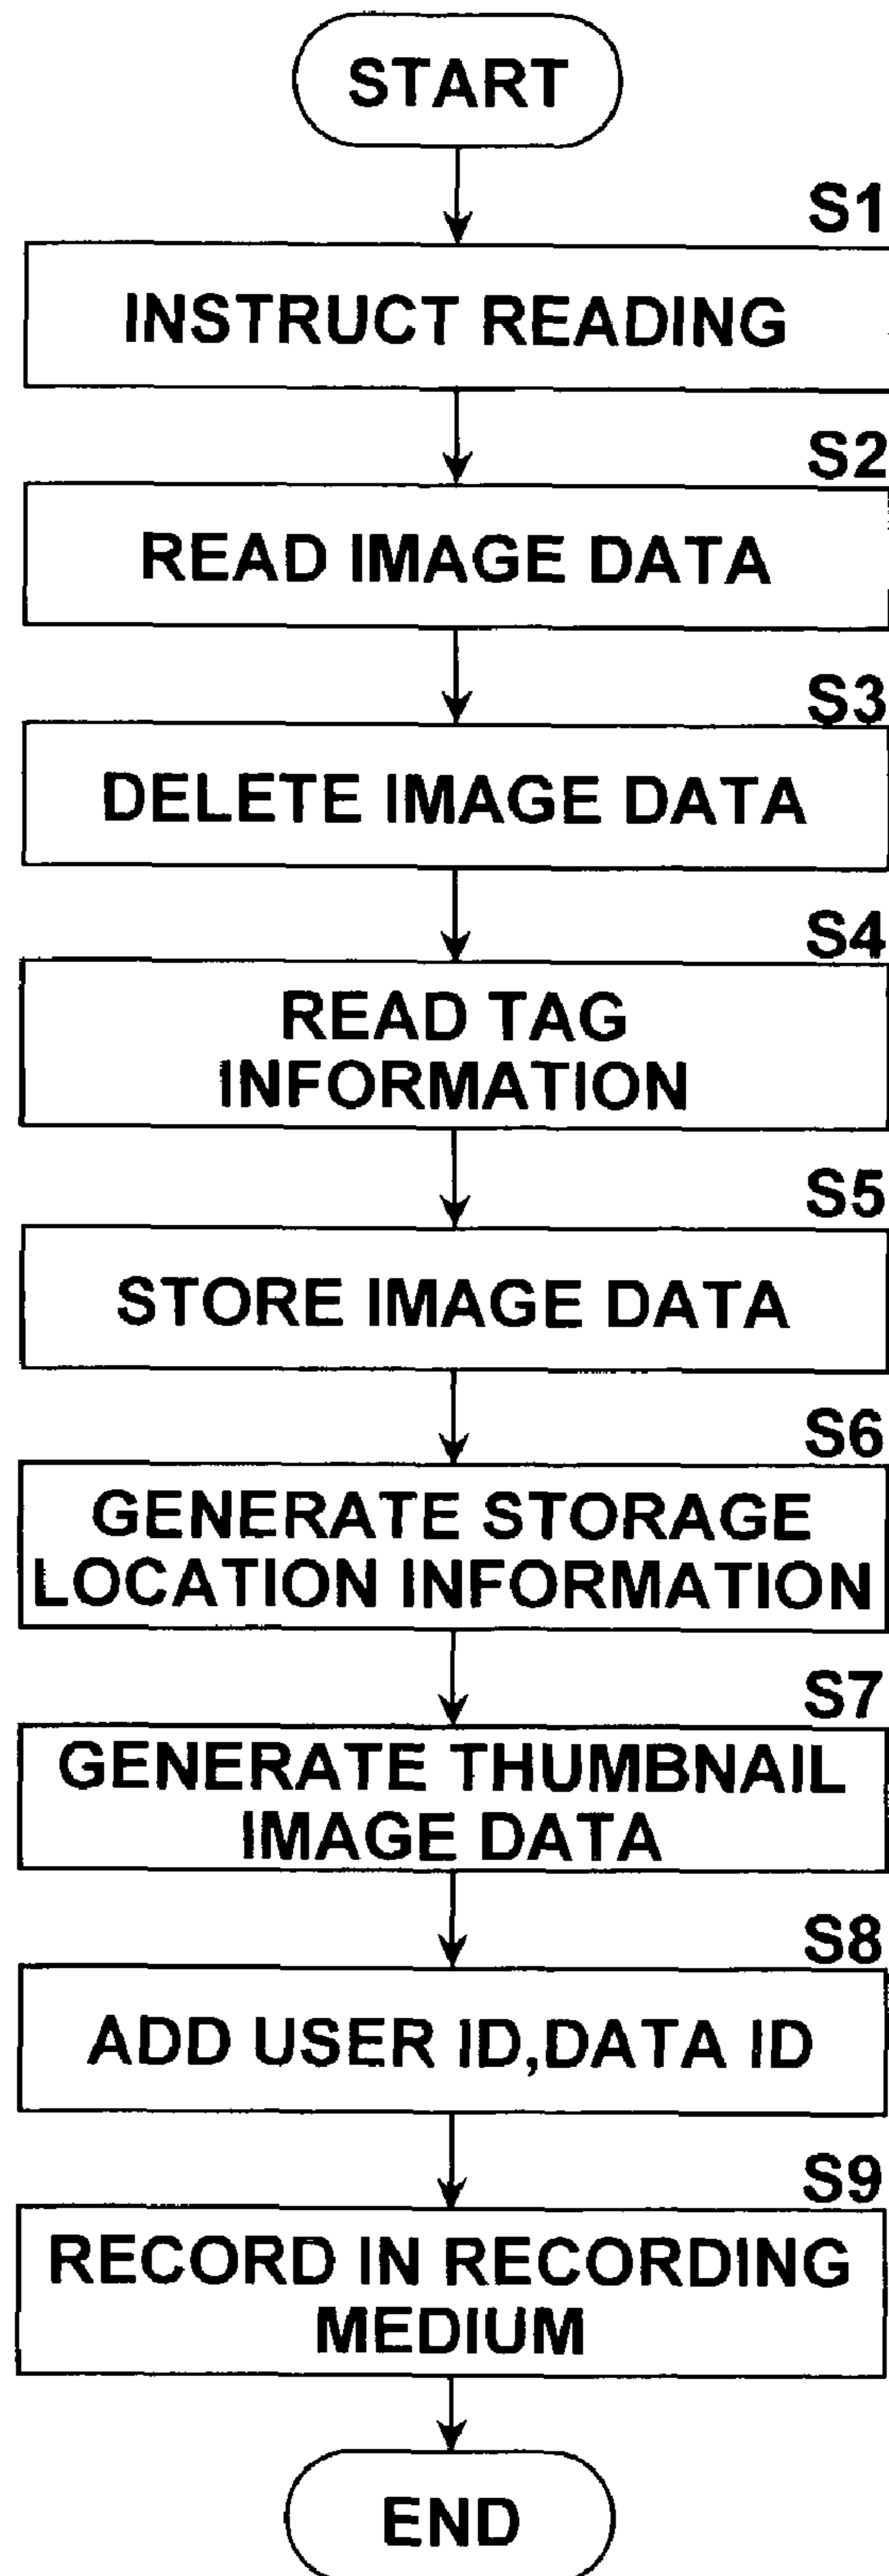 START
S1
INSTRUCT READING
S2
READ IMAGE DATA
S3
DELETE IMAGE DATA
S4
READ TAG
INFORMATION
S5
STORE IMAGE DATA
S6
GENERATE STORAGE
LOCATION INFORMATION
S7
GENERATE THUMBNAIL
IMAGE DATA
S8
ADD USER ID,DATA ID
S9
RECORD IN RECORDING
MEDIUM
END